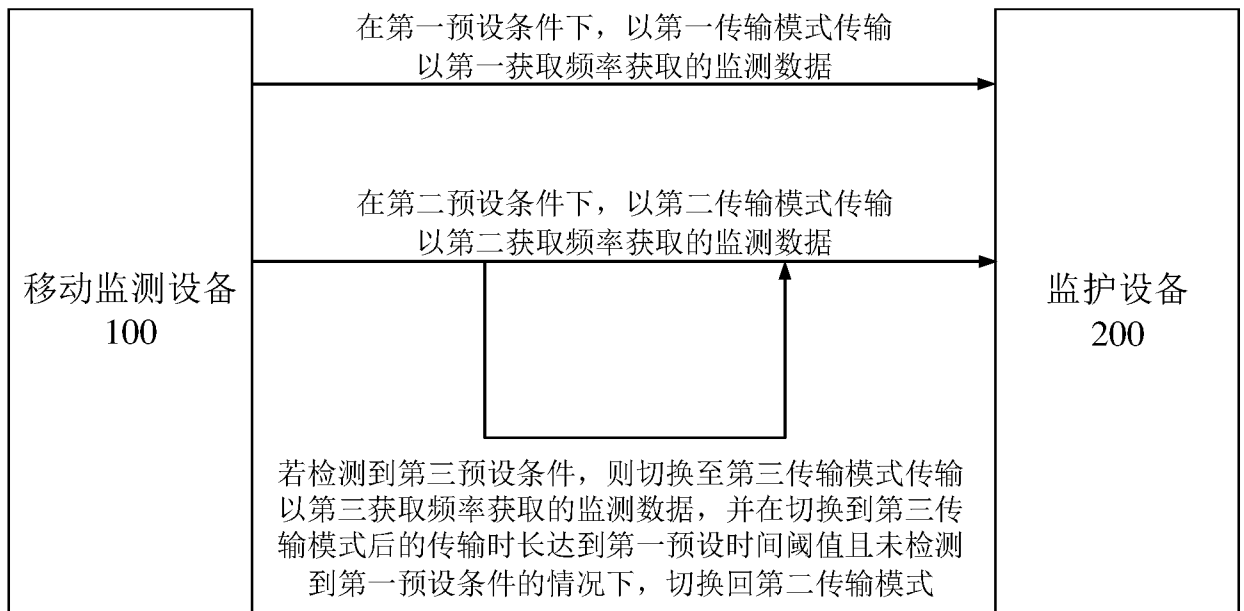 在第一预设条件下，以第一传输模式传输
以第一获取频率获取的监测数据
在第二预设条件下，以第二传输模式传输
以第二获取频率获取的监测数据
移动监测设备
100
监护设备
200
若检测到第三预设条件，则切换至第三传输模式传输
以第三获取频率获取的监测数据，并在切换到第三传
输模式后的传输时长达到第一预设时间阈值且未检测
到第一预设条件的情况下，切换回第二传输模式